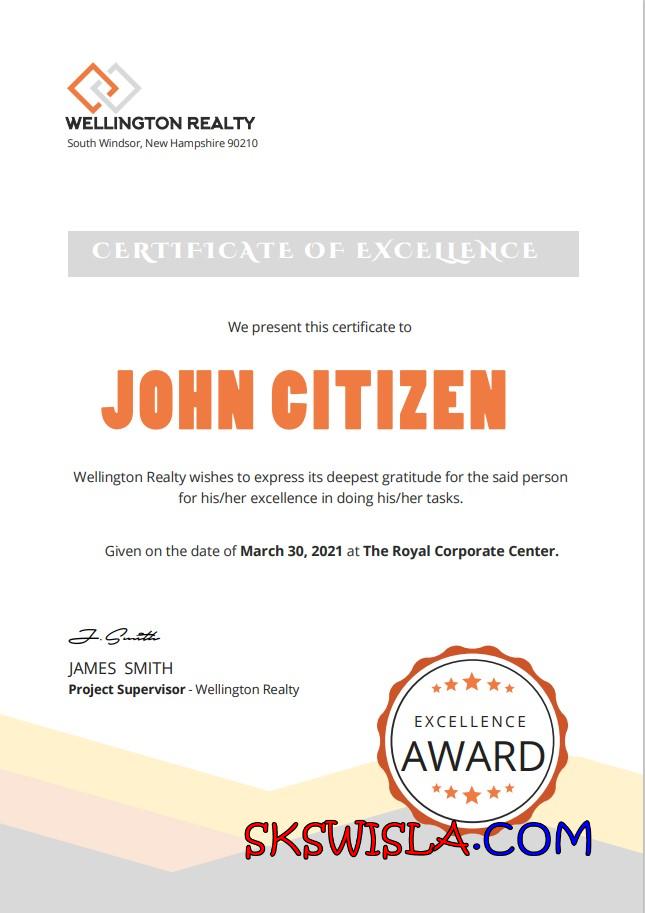 WELLINGTON REALTY
South Windsor, New Hampshire 90210
CERTIFICATE OF EXCELLENCE
We present this certificate to
JOHN CITIZEN
Wellington Realty wishes to express its deepest gratitude for the said person
for his/her excellence in doing his/her tasks.
Given on the date of March 30, 2021 at The Royal Corporate Center.
J. Smith
JAMES SMITH
Project Supervisor - Wellington Realty
EXCELLENCE
AWARD
SKSWISLA.COM